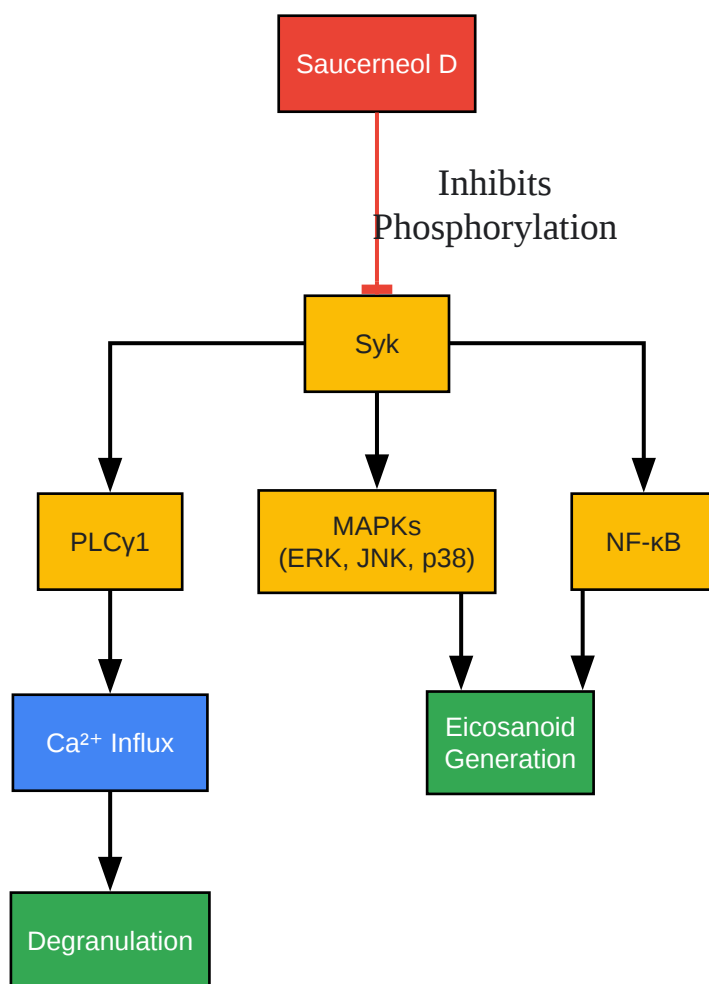 Saucerneol D
Inhibits
Phosphorylation
Syk
PLCγ1
MAPKs
(ERK, JNK, p38)
NF-κB
Ca²⁺ Influx
Eicosanoid
Generation
Degranulation